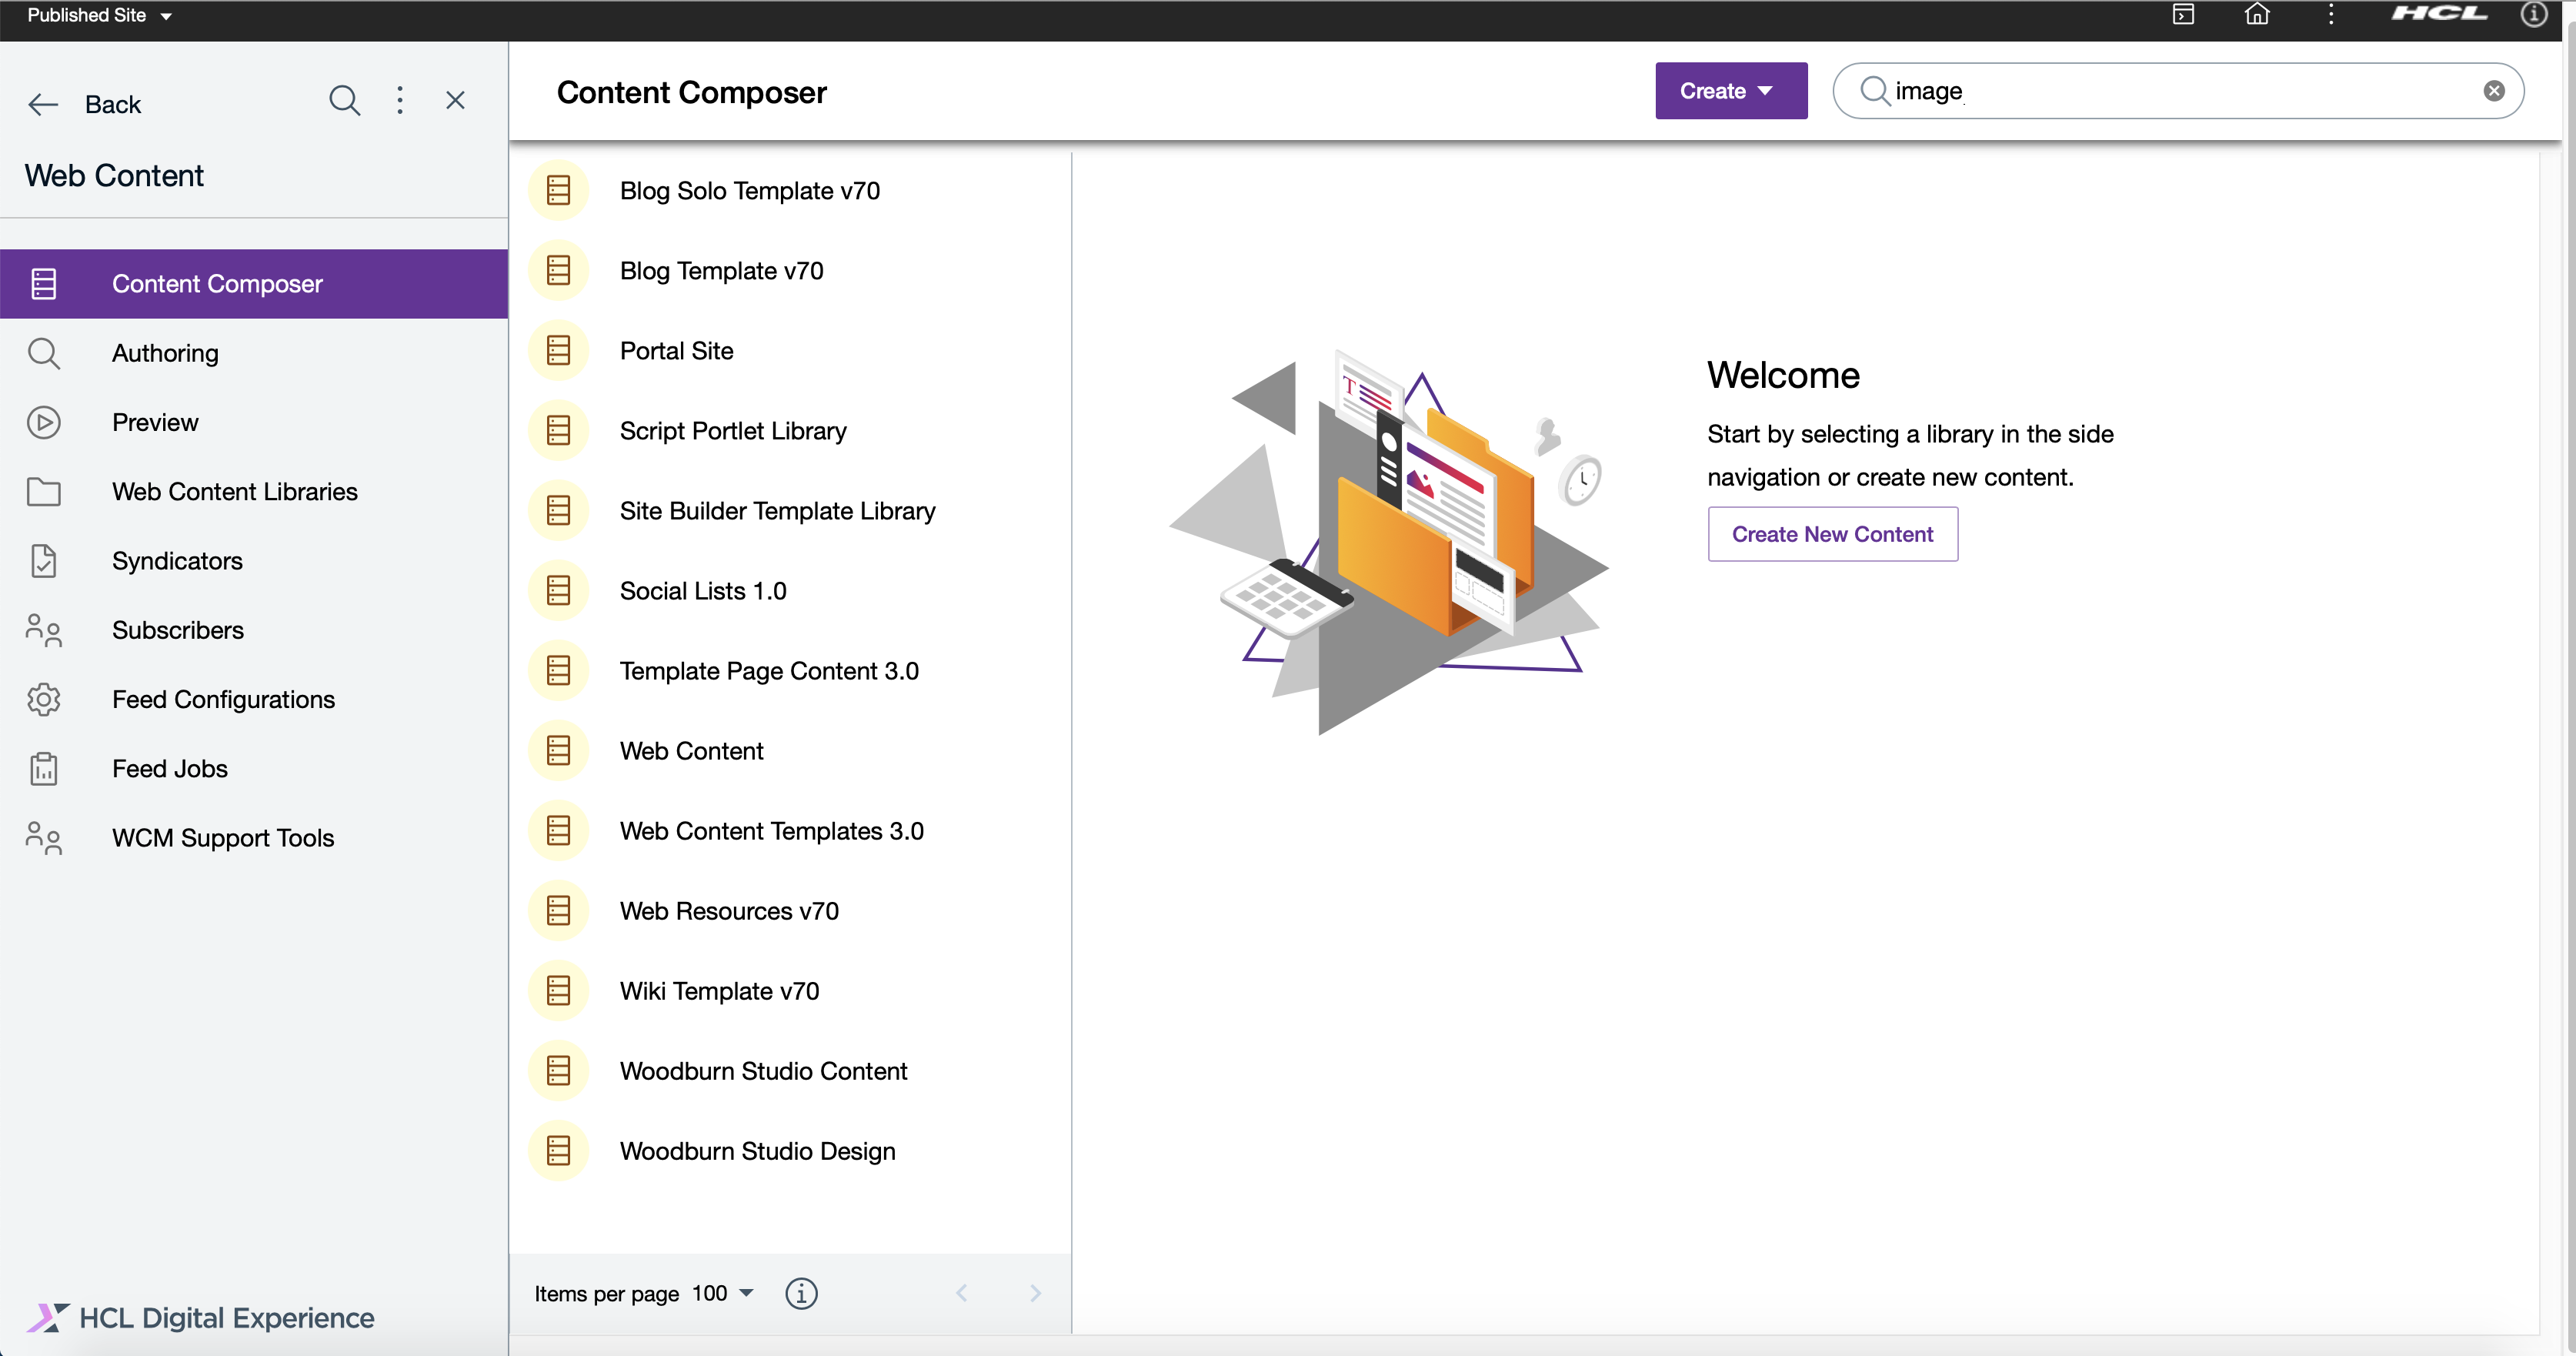 Published Site
HCL
Back
Web Content
Content Composer
Authoring
Preview
Web Content Libraries
Syndicators
Subscribers
Feed Configurations
Feed Jobs
WCM Support Tools
HCL Digital Experience
Content Composer
Create
image
Blog Solo Template v70
Blog Template v70
Portal Site
Script Portlet Library
Site Builder Template Library
Social Lists 1.0
Template Page Content 3.0
Web Content
Web Content Templates 3.0
Web Resources v70
Wiki Template v70
Woodburn Studio Content
Woodburn Studio Design
Items per page 100
T
Welcome
Start by selecting a library in the side
navigation or create new content.
Create New Content